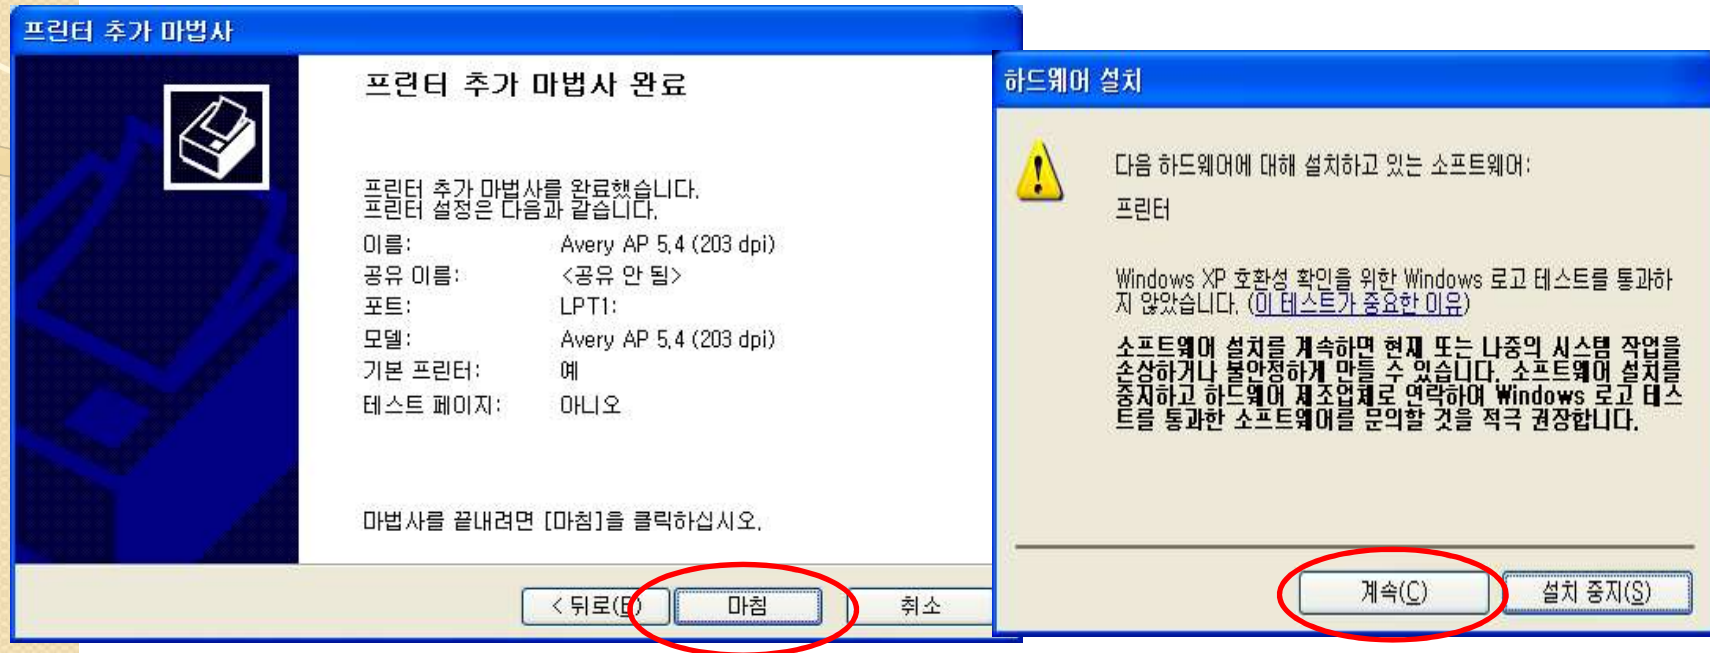 프린터 추가 마법사
프린터 추가 마법사 완료
프린터 추가 마법사를 완료했습니다.
프린터 설정은 다음과 같습니다.
이름: Avery AP 5.4 (203 dpi)
공유 이름: <공유 안 됨>
포트: LPT1:
모델: Avery AP 5.4 (203 dpi)
기본 프린터: 예
테스트 페이지: 아니오
마법사를 끝내려면 [마침]을 클릭하십시오.
< 뒤로(B) 마침 취소
하드웨어 설치
다음 하드웨어에 대해 설치하고 있는 소프트웨어:
프린터
Windows XP 호환성 확인을 위한 Windows 로고 테스트를 통과하
지 않았습니다. (이 테스트가 중요한 이유)
소프트웨어 설치를 계속하면 현재 또는 나중의 시스템 작업을
손상하거나 불안정하게 만들 수 있습니다. 소프트웨어 설치를
중지하고 하드웨어 제조업체로 연락하여 Windows 로고 테스
트를 통과한 소프트웨어를 문의할 것을 적극 권장합니다.
계속(C) 설치 중지(S)